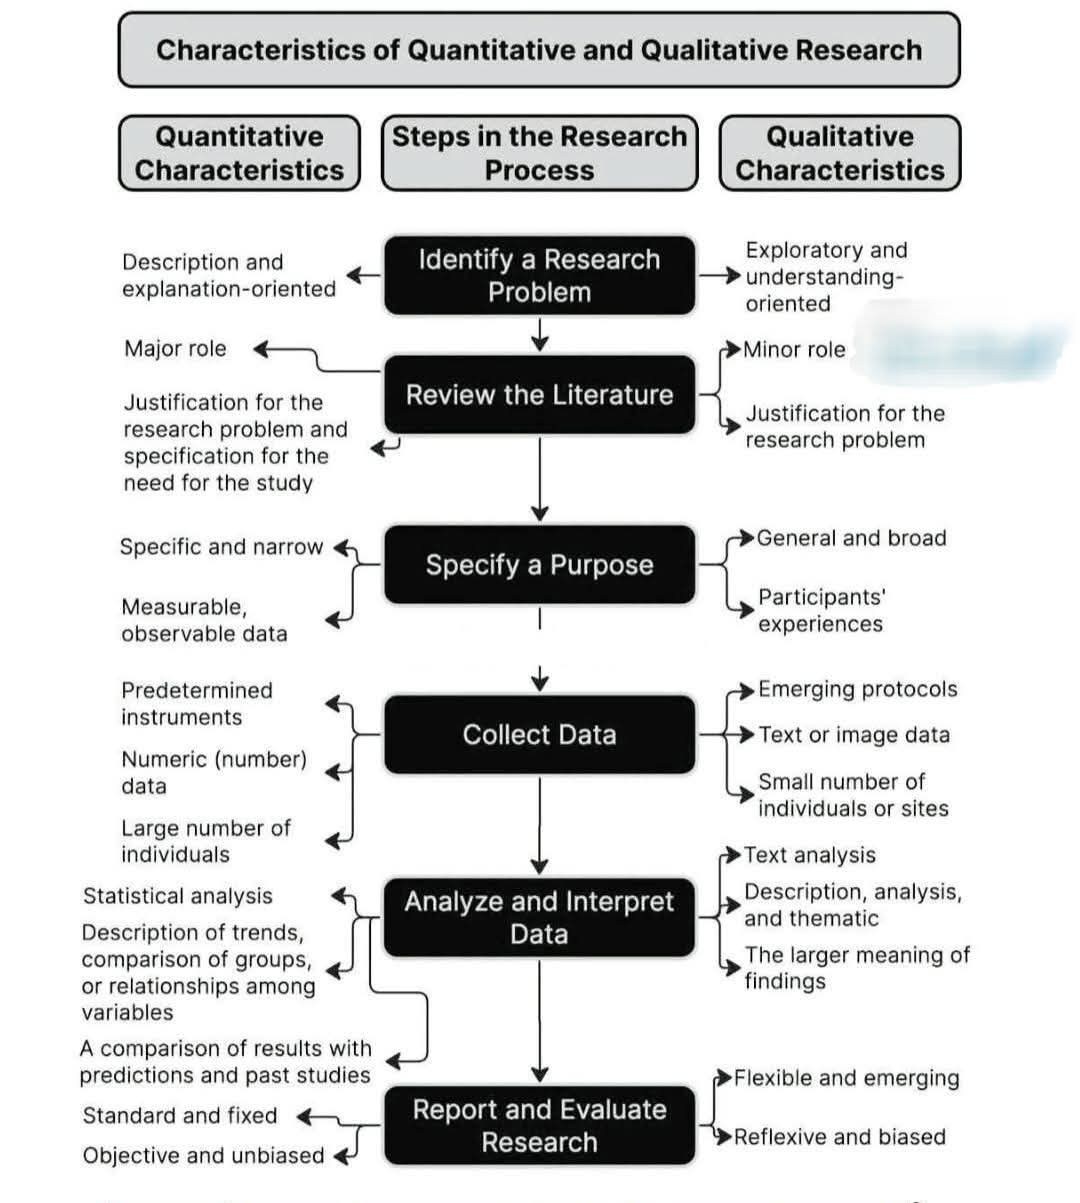 Characteristics of Quantitative and Qualitative Research
Quantitative
Characteristics
Steps in the Research
Process
Qualitative
Characteristics
Description and
explanation-oriented
Identify a Research
Problem
Exploratory and
understanding-
oriented
Major role
Justification for the
research problem and
specification for the
need for the study
Review the Literature
Minor role
Justification for the
research problem
Specific and narrow
Measurable,
observable data
Specify a Purpose
General and broad
Participants'
experiences
Predetermined
instruments
Numeric (number)
data
Large number of
individuals
Collect Data
Emerging protocols
Text or image data
Small number of
individuals or sites
Statistical analysis
Description of trends,
comparison of groups,
or relationships among
variables
A comparison of results with
predictions and past studies
Analyze and Interpret
Data
Text analysis
Description, analysis,
and thematic
The larger meaning of
findings
Standard and fixed
Objective and unbiased
Report and Evaluate
Research
Flexible and emerging
Reflexive and biased